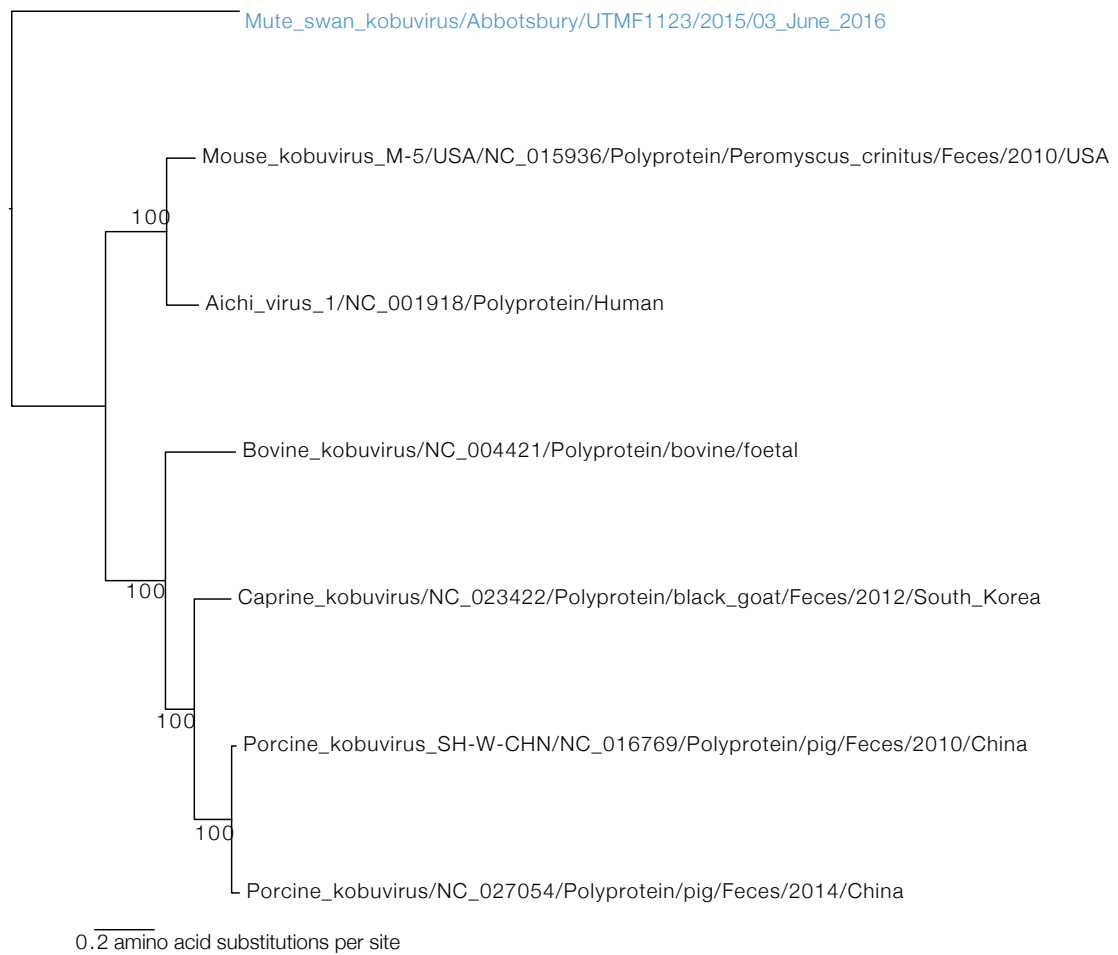 Mute_swan_kobuvirus/Abbotsbury/UTMF1123/2015/03_June_2016
Mouse_kobuvirus_M-5/USA/NC_015936/Polyprotein/Peromyscus_crinitus/Feces/2010/USA
100
Aichi_virus_1/NC_001918/Polyprotein/Human
Bovine_kobuvirus/NC_004421/Polyprotein/bovine/foetal
100
Caprine_kobuvirus/NC_023422/Polyprotein/black_goat/Feces/2012/South_Korea
100
Porcine_kobuvirus_SH-W-CHN/NC_016769/Polyprotein/pig/Feces/2010/China
100
Porcine_kobuvirus/NC_027054/Polyprotein/pig/Feces/2014/China
0.2 amino acid substitutions per site